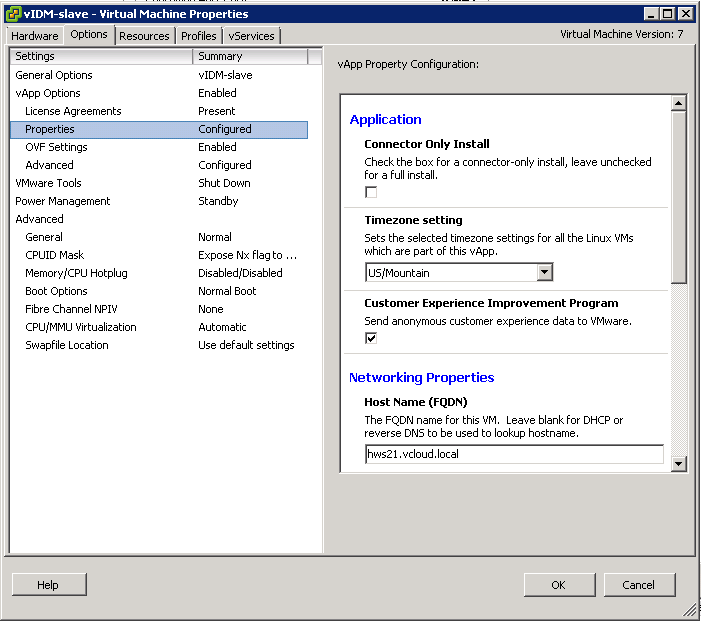 vIDM-slave - Virtual Machine Properties
Hardware Options Resources Profiles vServices Virtual Machine Version: 7
Settings Summary
General Options vIDM-slave
vApp Options Enabled
License Agreements Present
Properties Configured
OVF Settings Enabled
Advanced Configured
VMware Tools Shut Down
Power Management Standby
Advanced
General Normal
CPUID Mask Expose Nx flag to ...
Memory/CPU Hotplug Disabled/Disabled
Boot Options Normal Boot
Fibre Channel NPIV None
CPU/MMU Virtualization Automatic
Swapfile Location Use default settings
vApp Property Configuration:
Application
Connector Only Install
Check the box for a connector-only install, leave unchecked
for a full install.
Timezone setting
Sets the selected timezone settings for all the Linux VMs
which are part of this vApp.
US/Mountain
Customer Experience Improvement Program
Send anonymous customer experience data to VMware.
Networking Properties
Host Name (FQDN)
The FQDN name for this VM. Leave blank for DHCP or
reverse DNS to be used to lookup hostname.
hws21.vcloud.local
Help OK Cancel